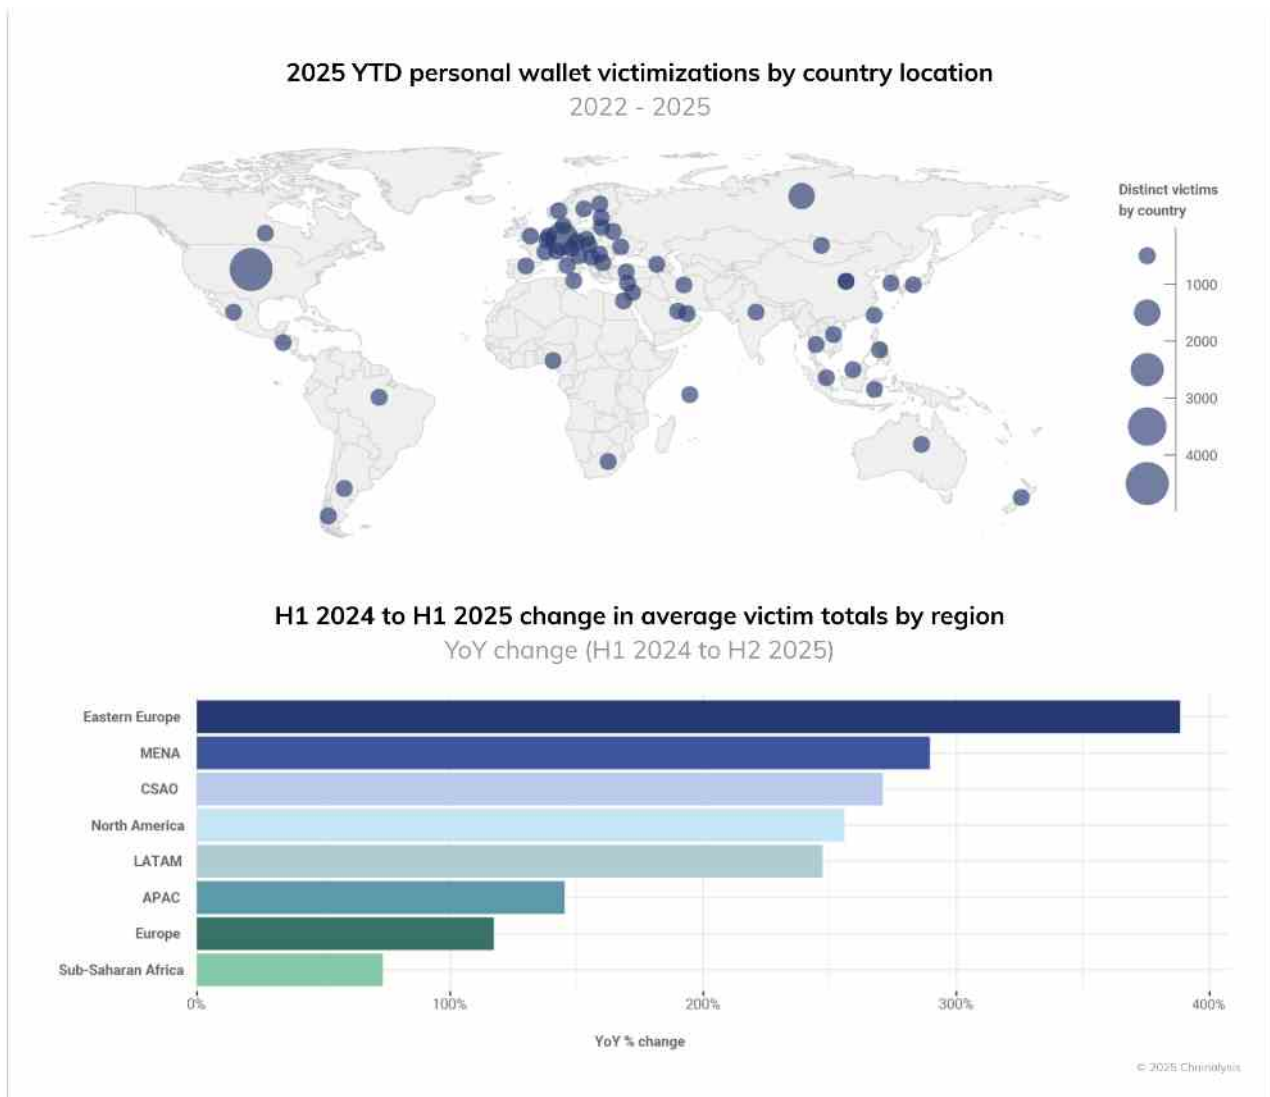 2025 YTD personal wallet victimizations by country location
2022 - 2025
Distinct victims
by country
1000
2000
3000
4000
H1 2024 to H1 2025 change in average victim totals by region
YoY change (H1 2024 to H2 2025)
Eastern Europe
MENA
CSAO
North America
LATAM
APAC
Europe
Sub-Saharan Africa
0%
100%
200%
300%
400%
YoY % change
© 2025 Chainalysis